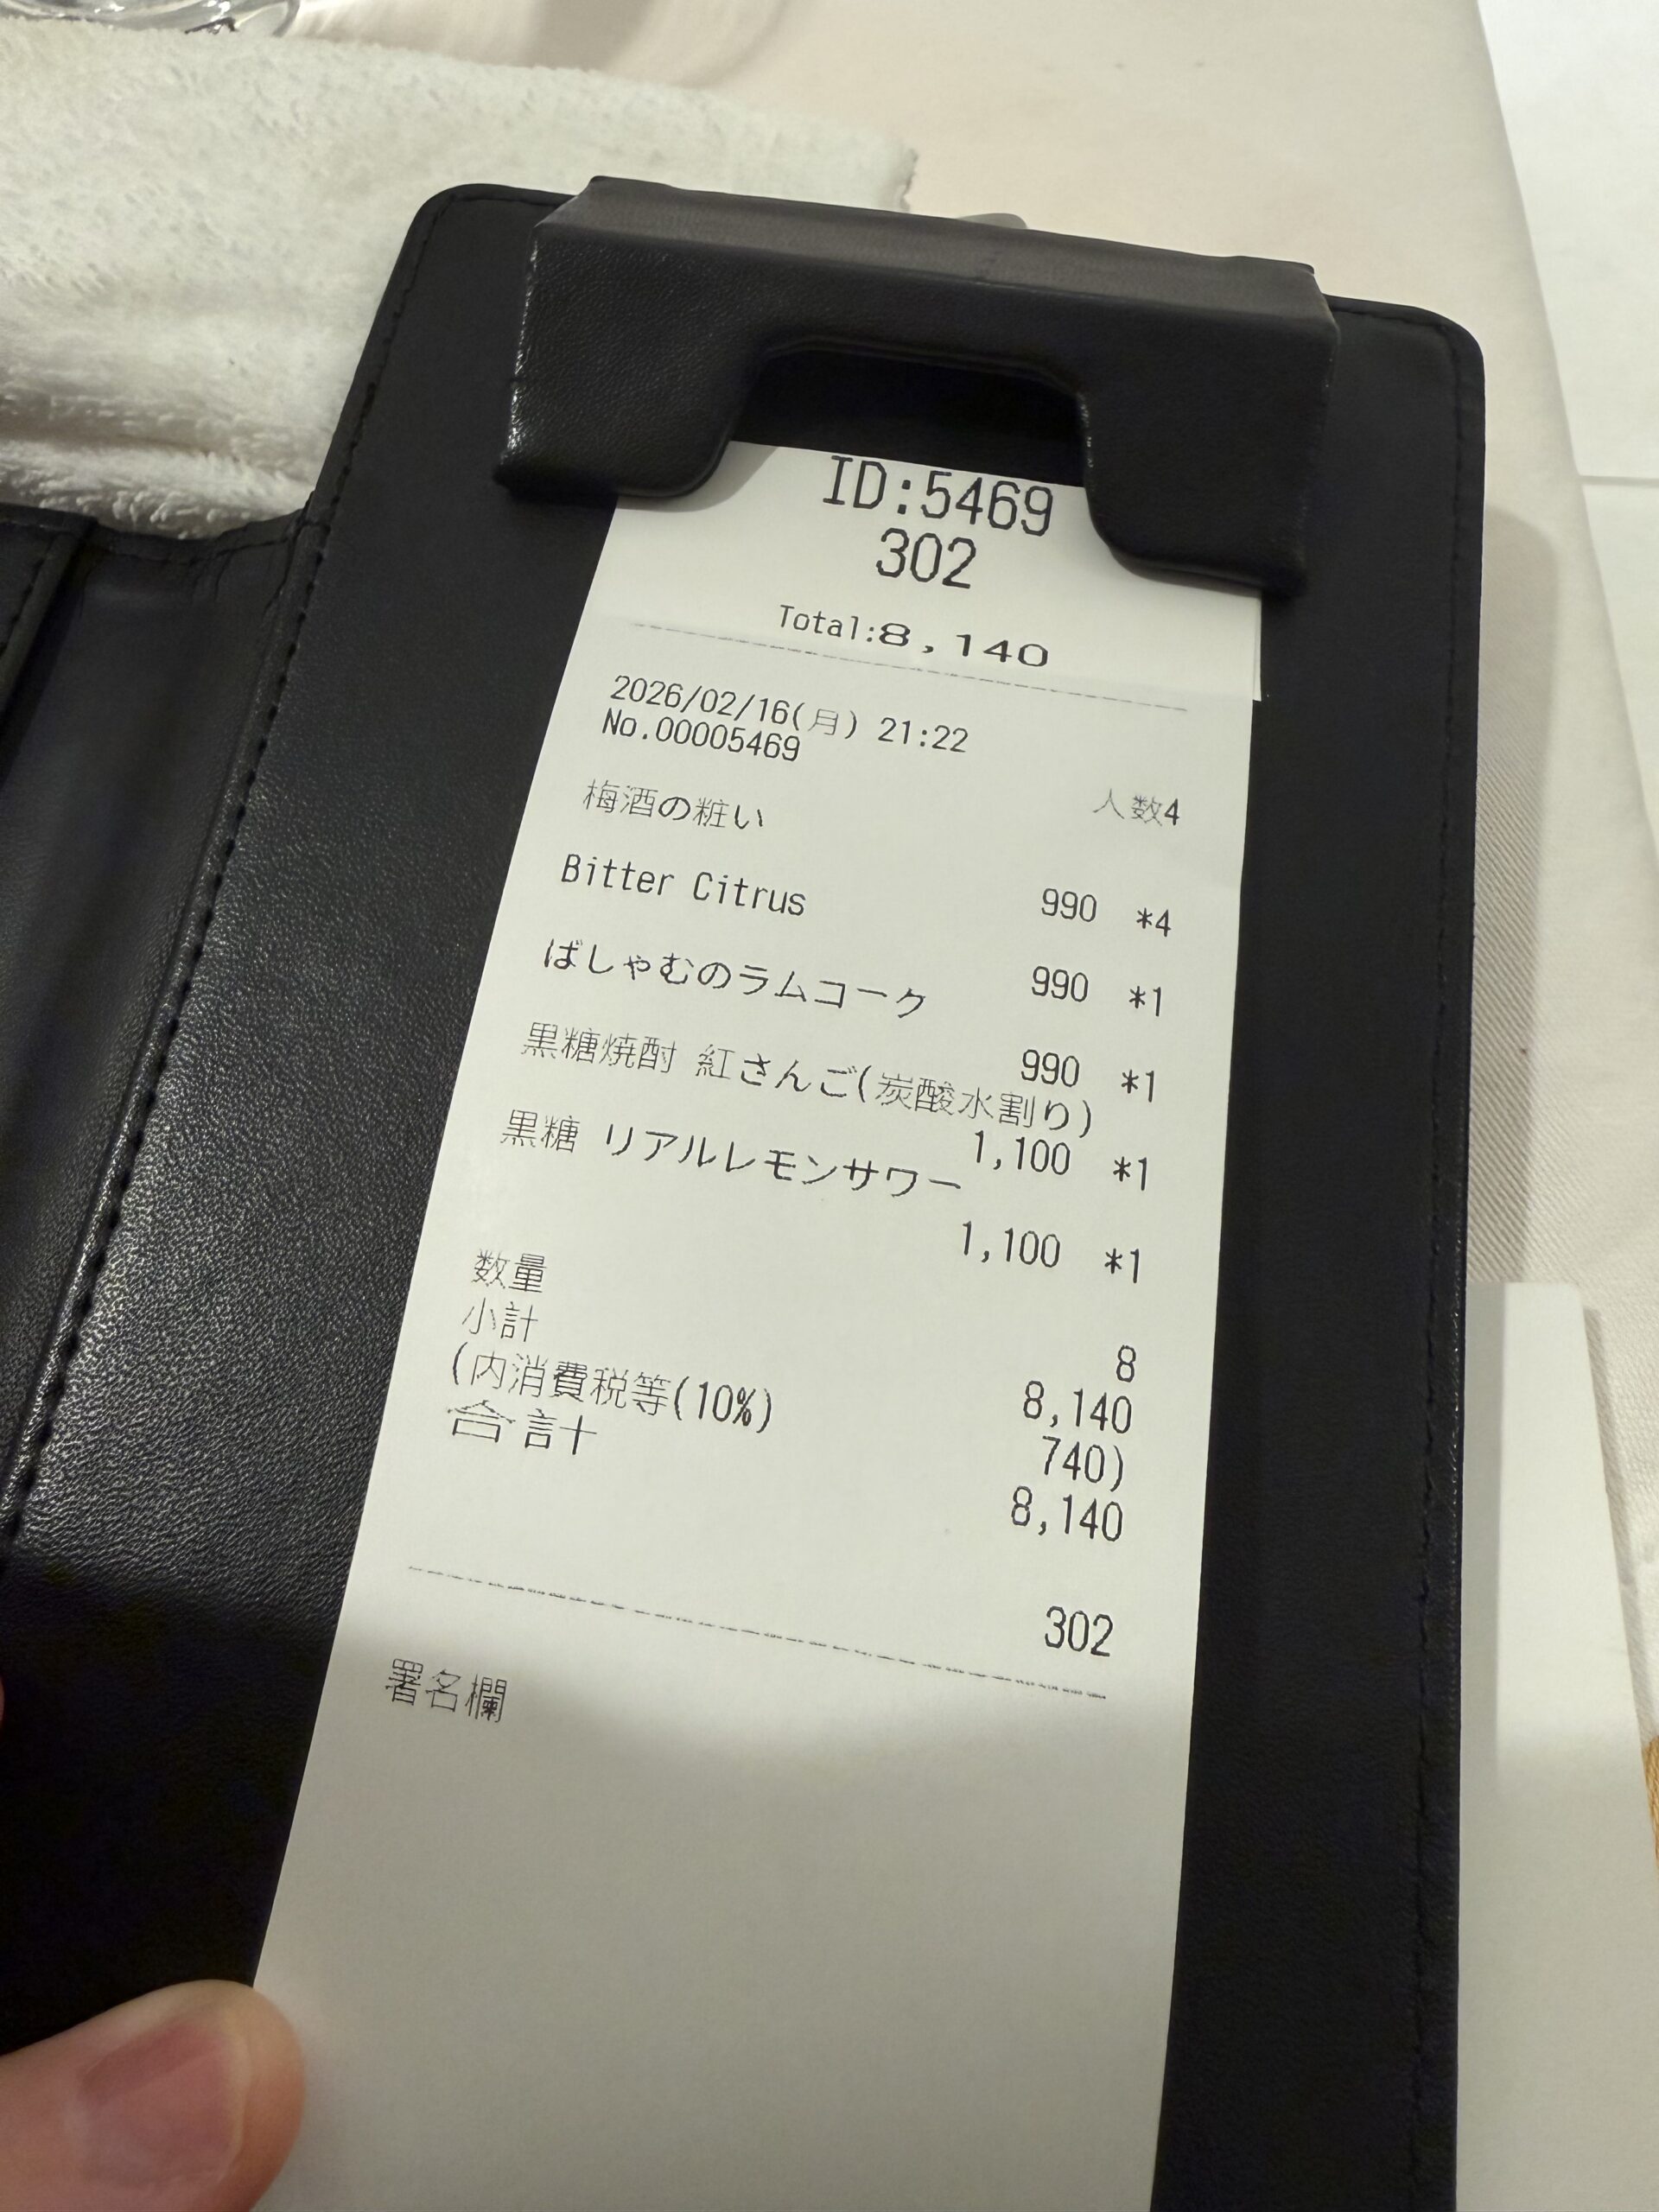 ID:5469
302
Total:8,140
2026/02/16(月) 21:22
No.00005469
人数4
梅酒の粧い
990 *4
Bitter Citrus
990 *1
ばしゃむのラムコーク
990 *1
黒糖焼酎 紅さんご(炭酸水割り)
1,100 *1
黒糖 リアルレモンサワー
1,100 *1
数量 8
小計 8,140
(内消費税等(10%) 740)
合計 8,140
302
署名欄